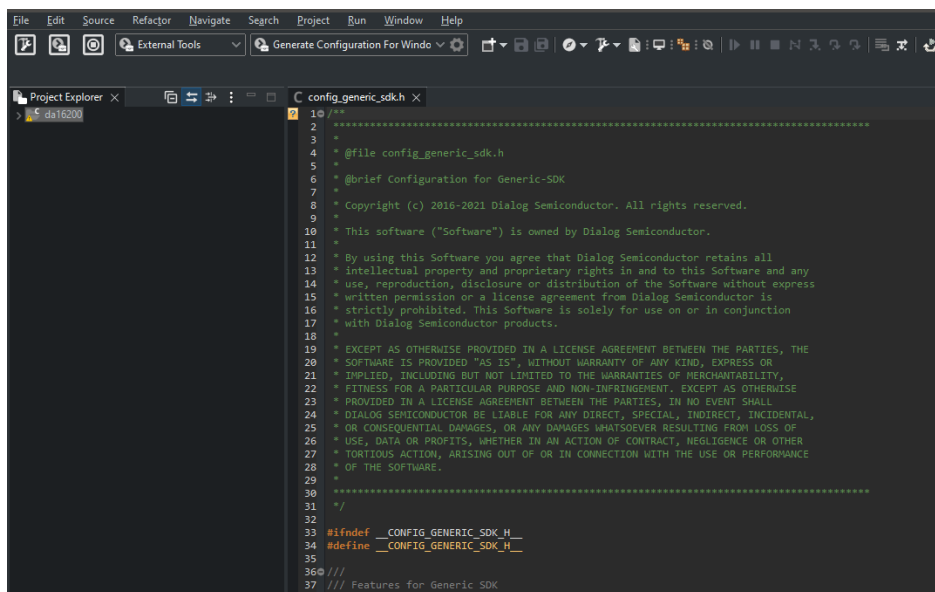 File Edit Source Refactor Navigate Search Project Run Window Help
External Tools Generate Configuration For Windo
Project Explorer
da16200
config_generic_sdk.h
1 /**
2 ****************************************************************************************
3 *
4 * @file config_generic_sdk.h
5 *
6 * @brief Configuration for Generic-SDK
7 *
8 * Copyright (c) 2016-2021 Dialog Semiconductor. All rights reserved.
9 *
10 * This software ("Software") is owned by Dialog Semiconductor.
11 *
12 * By using this Software you agree that Dialog Semiconductor retains all
13 * intellectual property and proprietary rights in and to this Software and any
14 * use, reproduction, disclosure or distribution of the Software without express
15 * written permission or a license agreement from Dialog Semiconductor is
16 * strictly prohibited. This Software is solely for use on or in conjunction
17 * with Dialog Semiconductor products.
18 *
19 * EXCEPT AS OTHERWISE PROVIDED IN A LICENSE AGREEMENT BETWEEN THE PARTIES, THE
20 * SOFTWARE IS PROVIDED "AS IS", WITHOUT WARRANTY OF ANY KIND, EXPRESS OR
21 * IMPLIED, INCLUDING BUT NOT LIMITED TO THE WARRANTIES OF MERCHANTABILITY,
22 * FITNESS FOR A PARTICULAR PURPOSE AND NON-INFRINGEMENT. EXCEPT AS OTHERWISE
23 * PROVIDED IN A LICENSE AGREEMENT BETWEEN THE PARTIES, IN NO EVENT SHALL
24 * DIALOG SEMICONDUCTOR BE LIABLE FOR ANY DIRECT, SPECIAL, INDIRECT, INCIDENTAL,
25 * OR CONSEQUENTIAL DAMAGES, OR ANY DAMAGES WHATSOEVER RESULTING FROM LOSS OF
26 * USE, DATA OR PROFITS, WHETHER IN AN ACTION OF CONTRACT, NEGLIGENCE OR OTHER
27 * TORTIOUS ACTION, ARISING OUT OF OR IN CONNECTION WITH THE USE OR PERFORMANCE
28 * OF THE SOFTWARE.
29 *
30 ****************************************************************************************
31 */
32
33 #ifndef __CONFIG_GENERIC_SDK_H__
34 #define __CONFIG_GENERIC_SDK_H__
35
36 ///
37 /// Features for Generic SDK